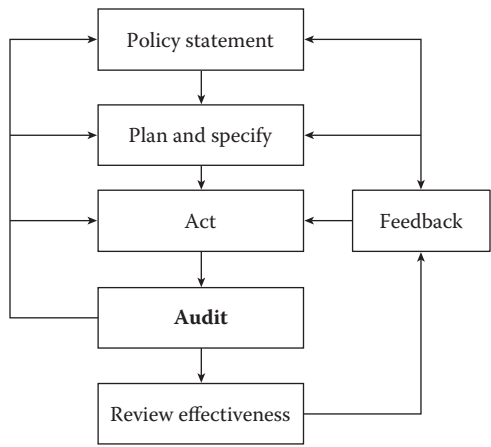 Policy statement
Plan and specify
Act
Feedback
Audit
Review effectiveness